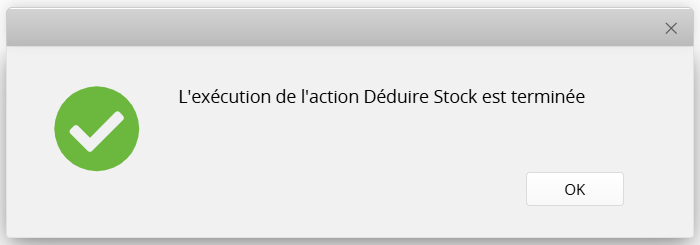 L'exécution de l'action Déduire Stock est terminée
OK